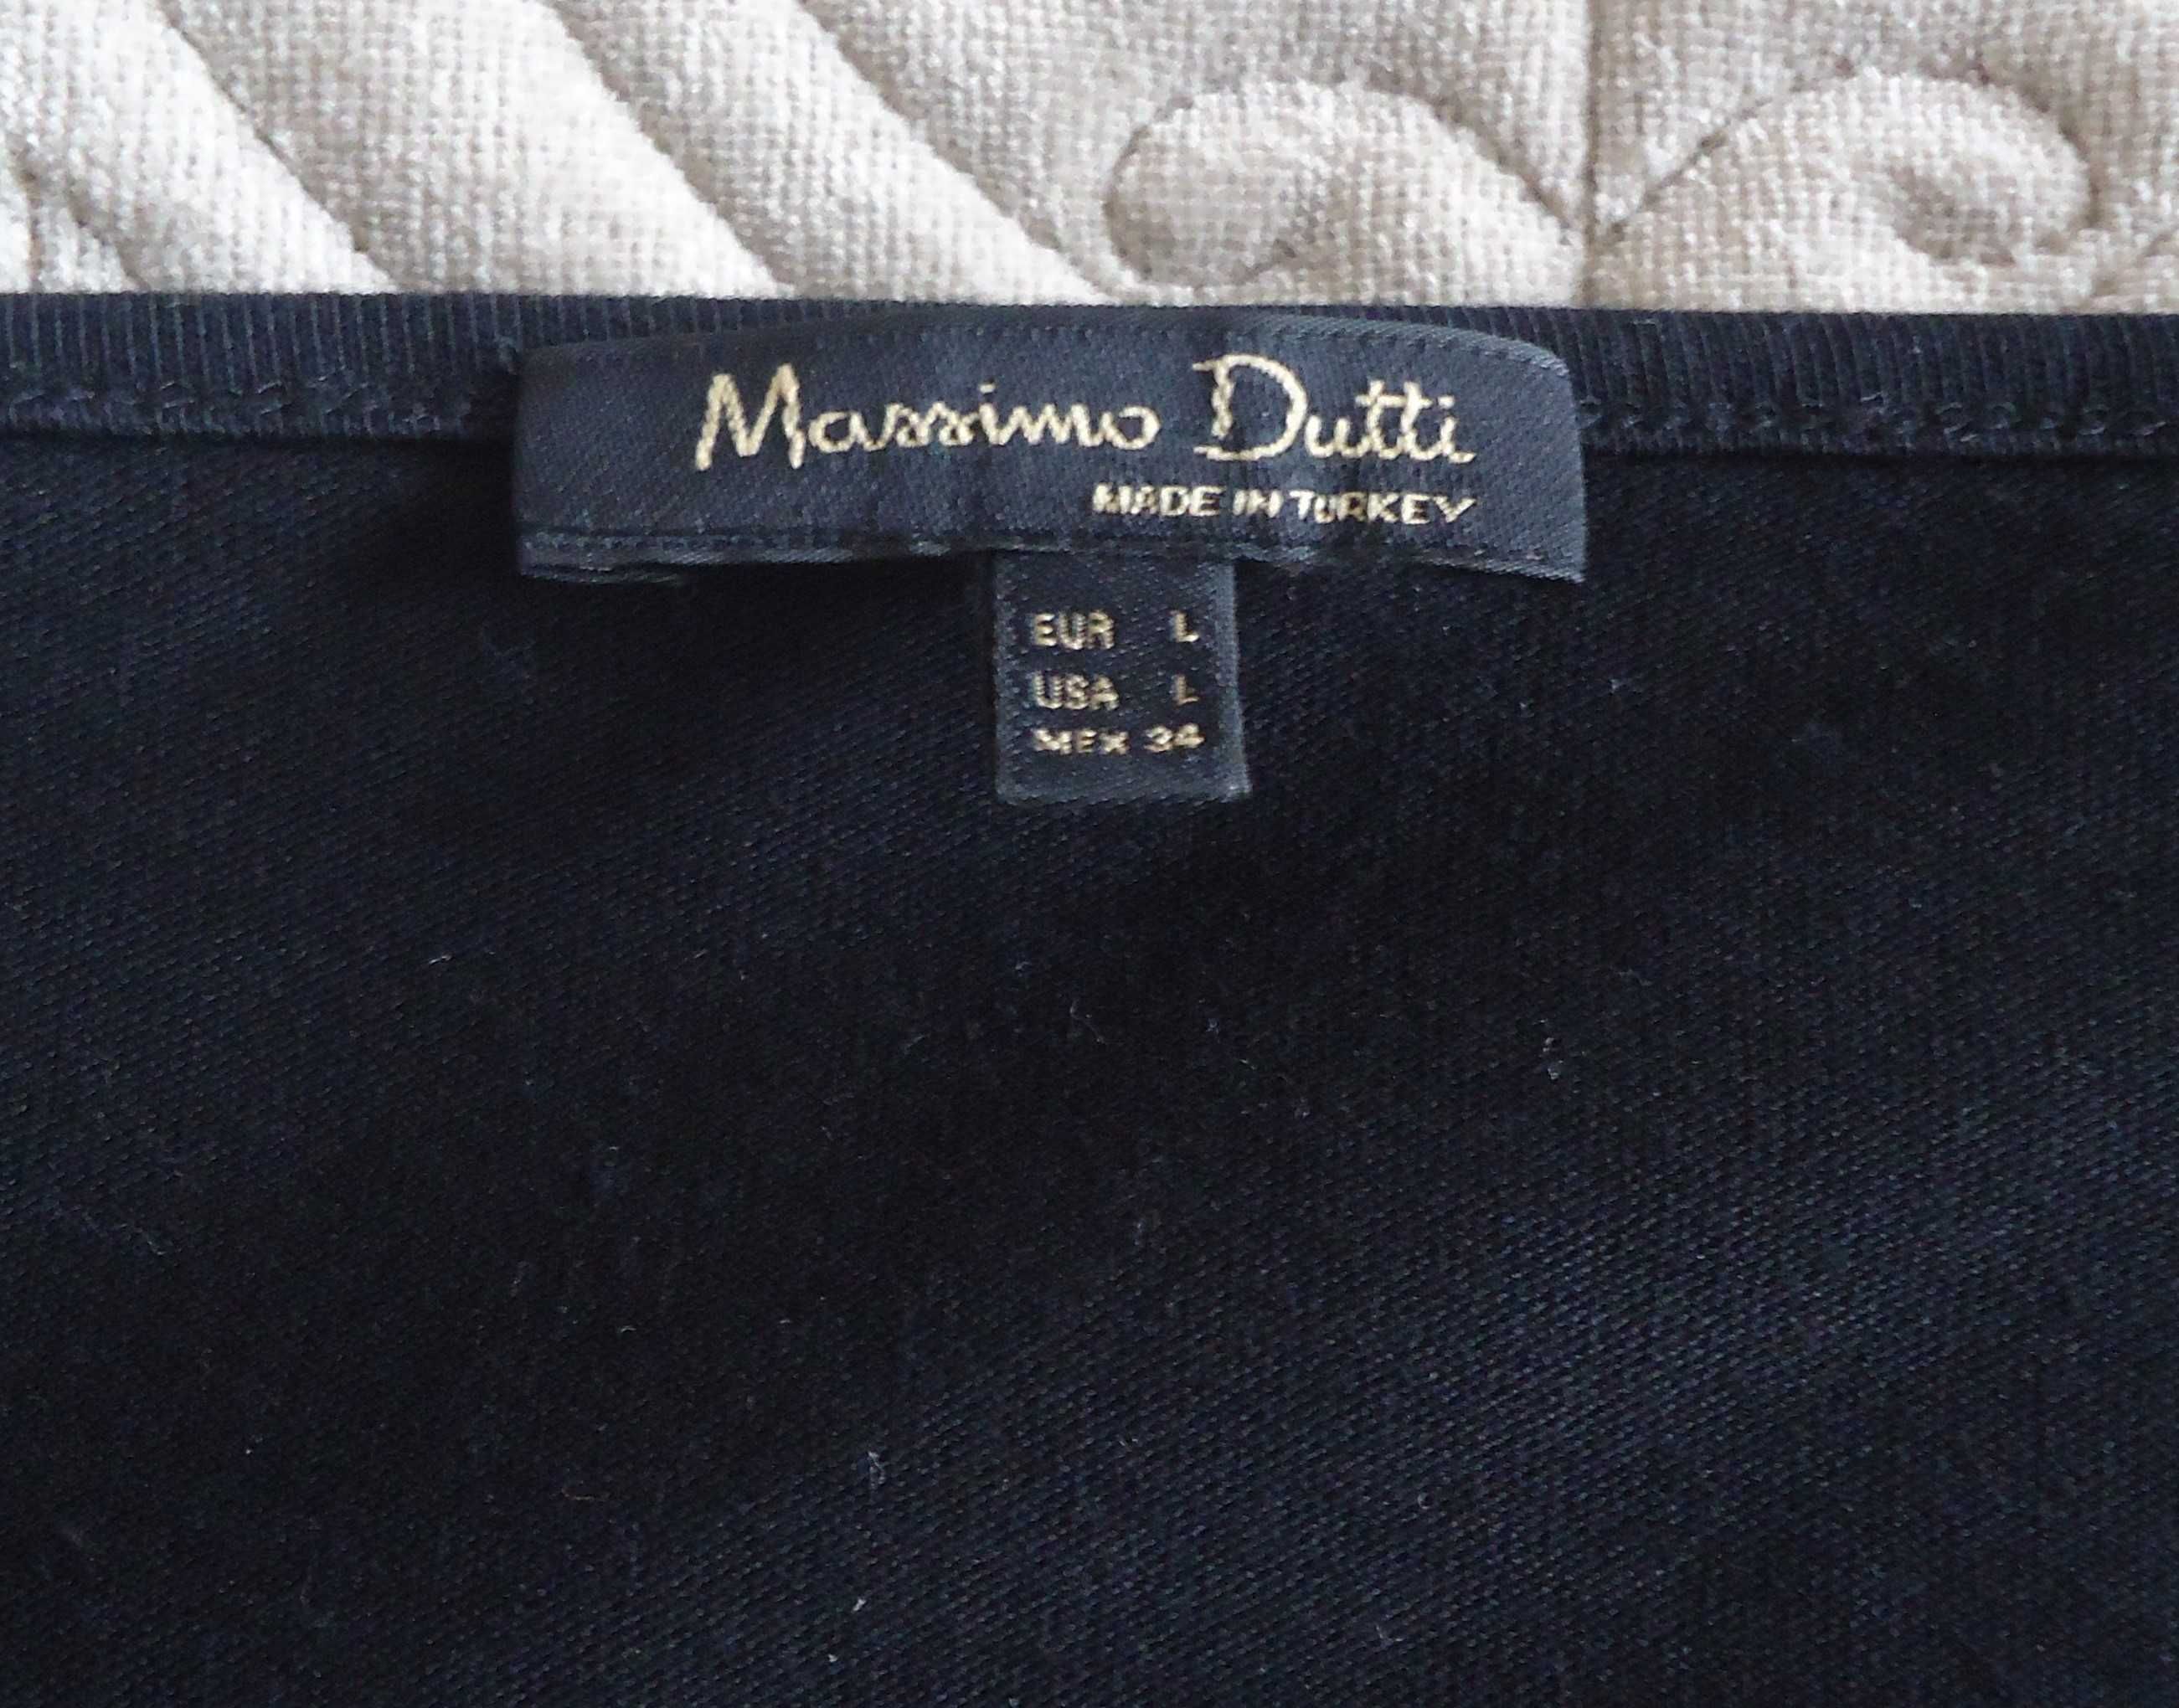 Massimo Dutti
MADE IN TURKEY
EUR L
USA L
MEX 34